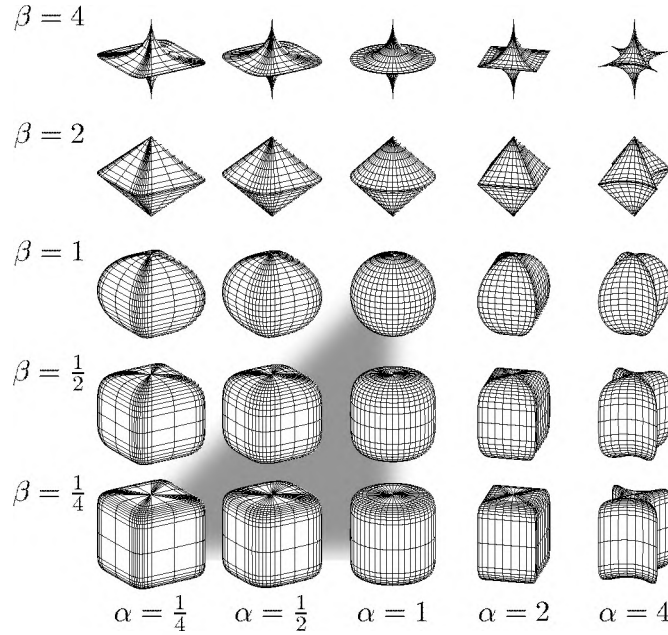 β = 4
β = 2
β = 1
β = 1/2
β = 1/4
α = 1/4 α = 1/2 α = 1 α = 2 α = 4